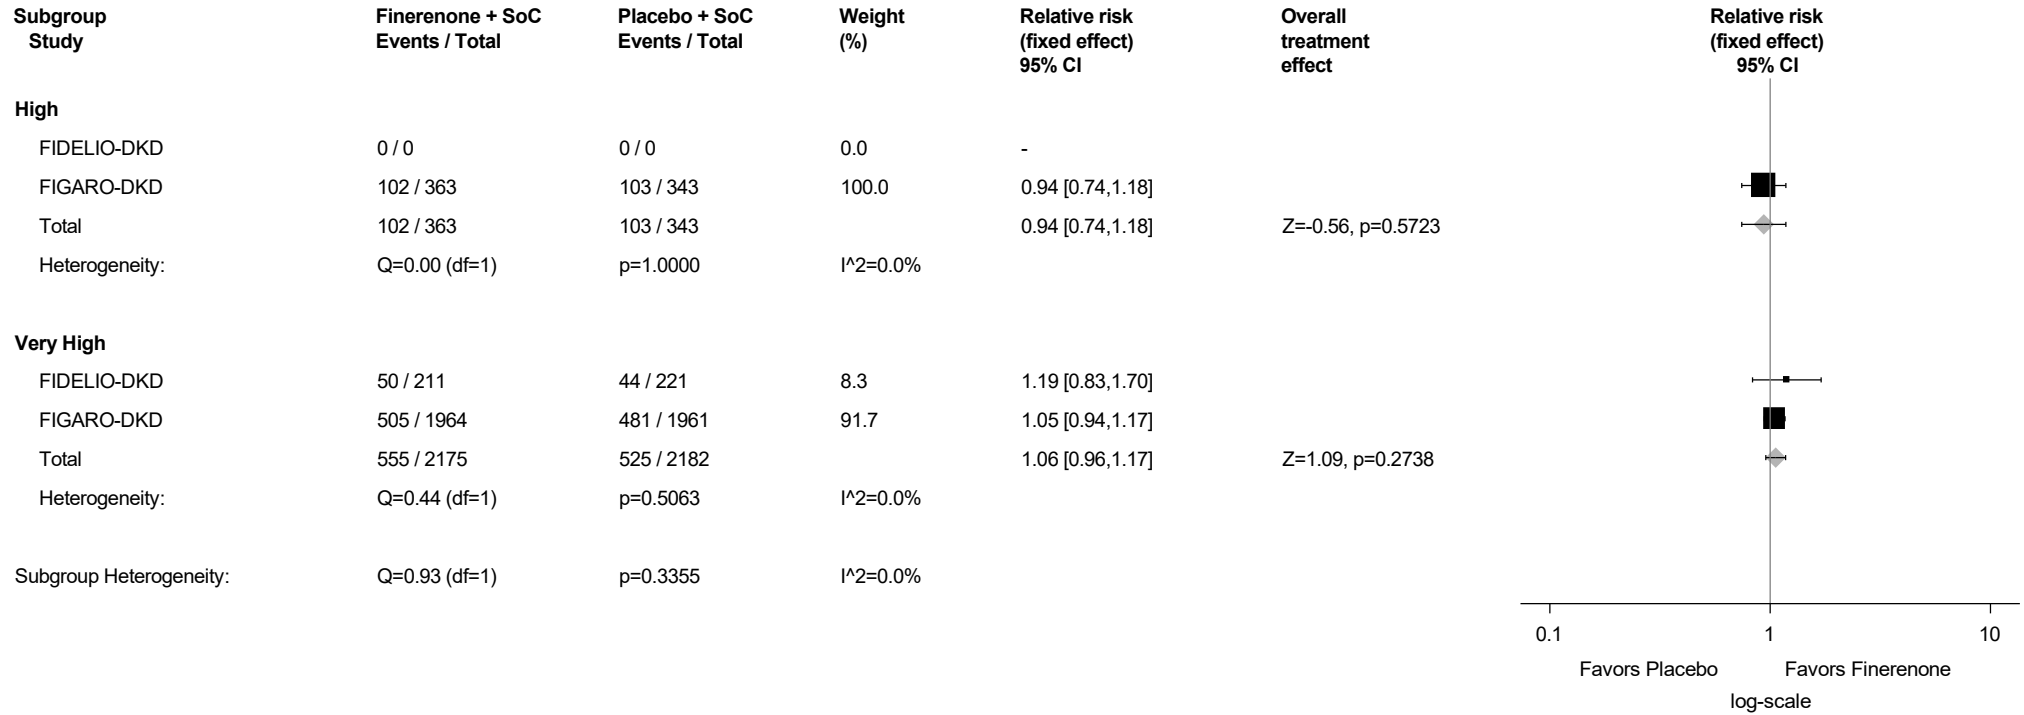 Subgroup Finerenone + SoC Placebo + SoC Weight Relative risk Overall Relative risk
Study Events / Total Events / Total (%) (fixed effect) treatment (fixed effect)
95% CI effect 95% CI
High
FIDELIO-DKD 0 / 0 0 / 0 0.0 -
FIGARO-DKD 102 / 363 103 / 343 100.0 0.94 [0.74,1.18]
Total 102 / 363 103 / 343 0.94 [0.74,1.18] Z=-0.56, p=0.5723
Heterogeneity: Q=0.00 (df=1) p=1.0000 I^2=0.0%
Very High
FIDELIO-DKD 50 / 211 44 / 221 8.3 1.19 [0.83,1.70]
FIGARO-DKD 505 / 1964 481 / 1961 91.7 1.05 [0.94,1.17]
Total 555 / 2175 525 / 2182 1.06 [0.96,1.17] Z=1.09, p=0.2738
Heterogeneity: Q=0.44 (df=1) p=0.5063 I^2=0.0%
Subgroup Heterogeneity: Q=0.93 (df=1) p=0.3355 I^2=0.0%
0.1 1 10
Favors Placebo Favors Finerenone
log-scale